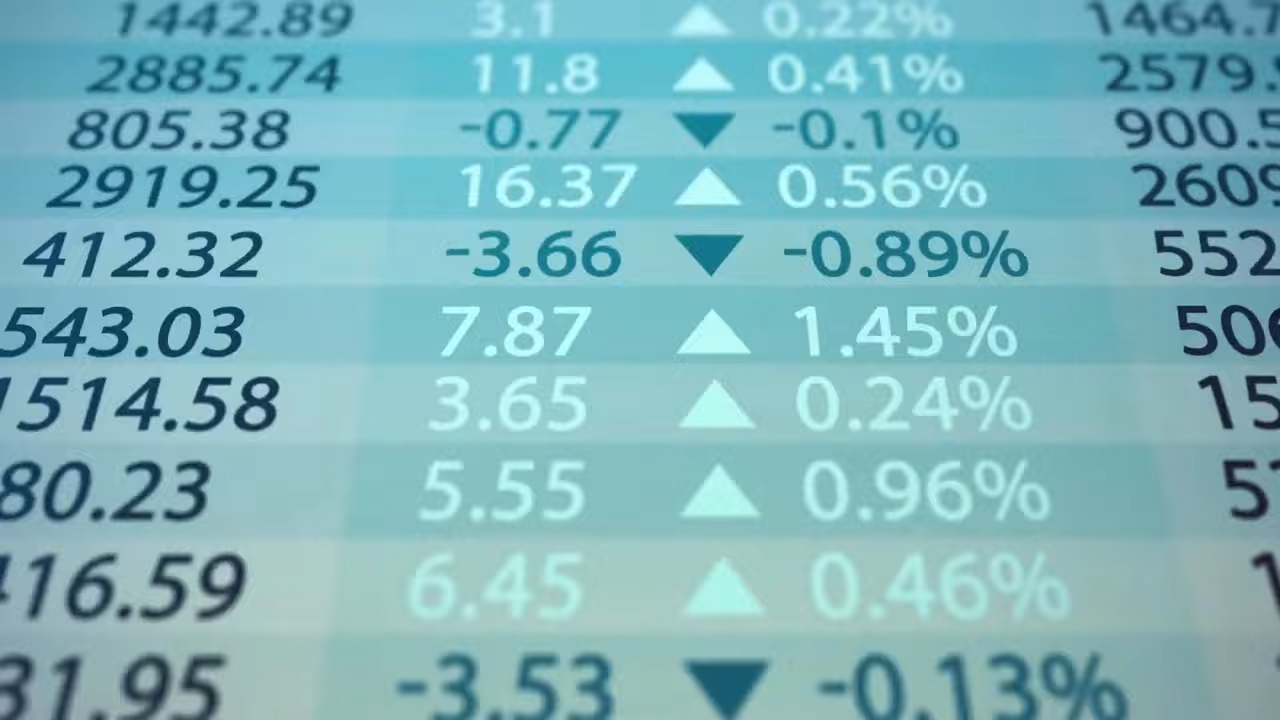 1442.89 3.1 ▲ 0.22% 1464.7
2885.74 11.8 ▲ 0.41% 2579.
805.38 -0.77 ▼ -0.1% 900.5
2919.25 16.37 ▲ 0.56% 2609
412.32 -3.66 ▼ -0.89% 552
543.03 7.87 ▲ 1.45% 506
1514.58 3.65 ▲ 0.24% 15
80.23 5.55 ▲ 0.96% 5
416.59 6.45 ▲ 0.46% 1
31.95 -3.53 ▼ -0.13%